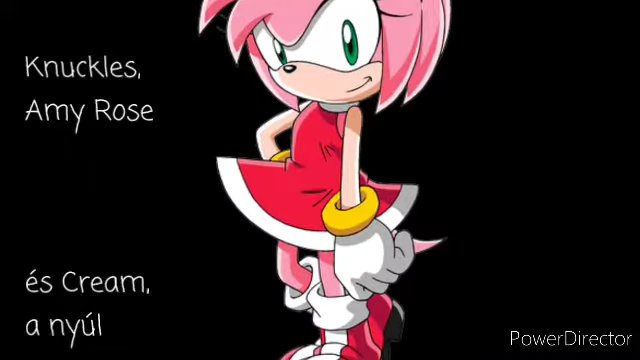 Knuckles,
Amy Rose
és Cream,
a nyúl
PowerDirector